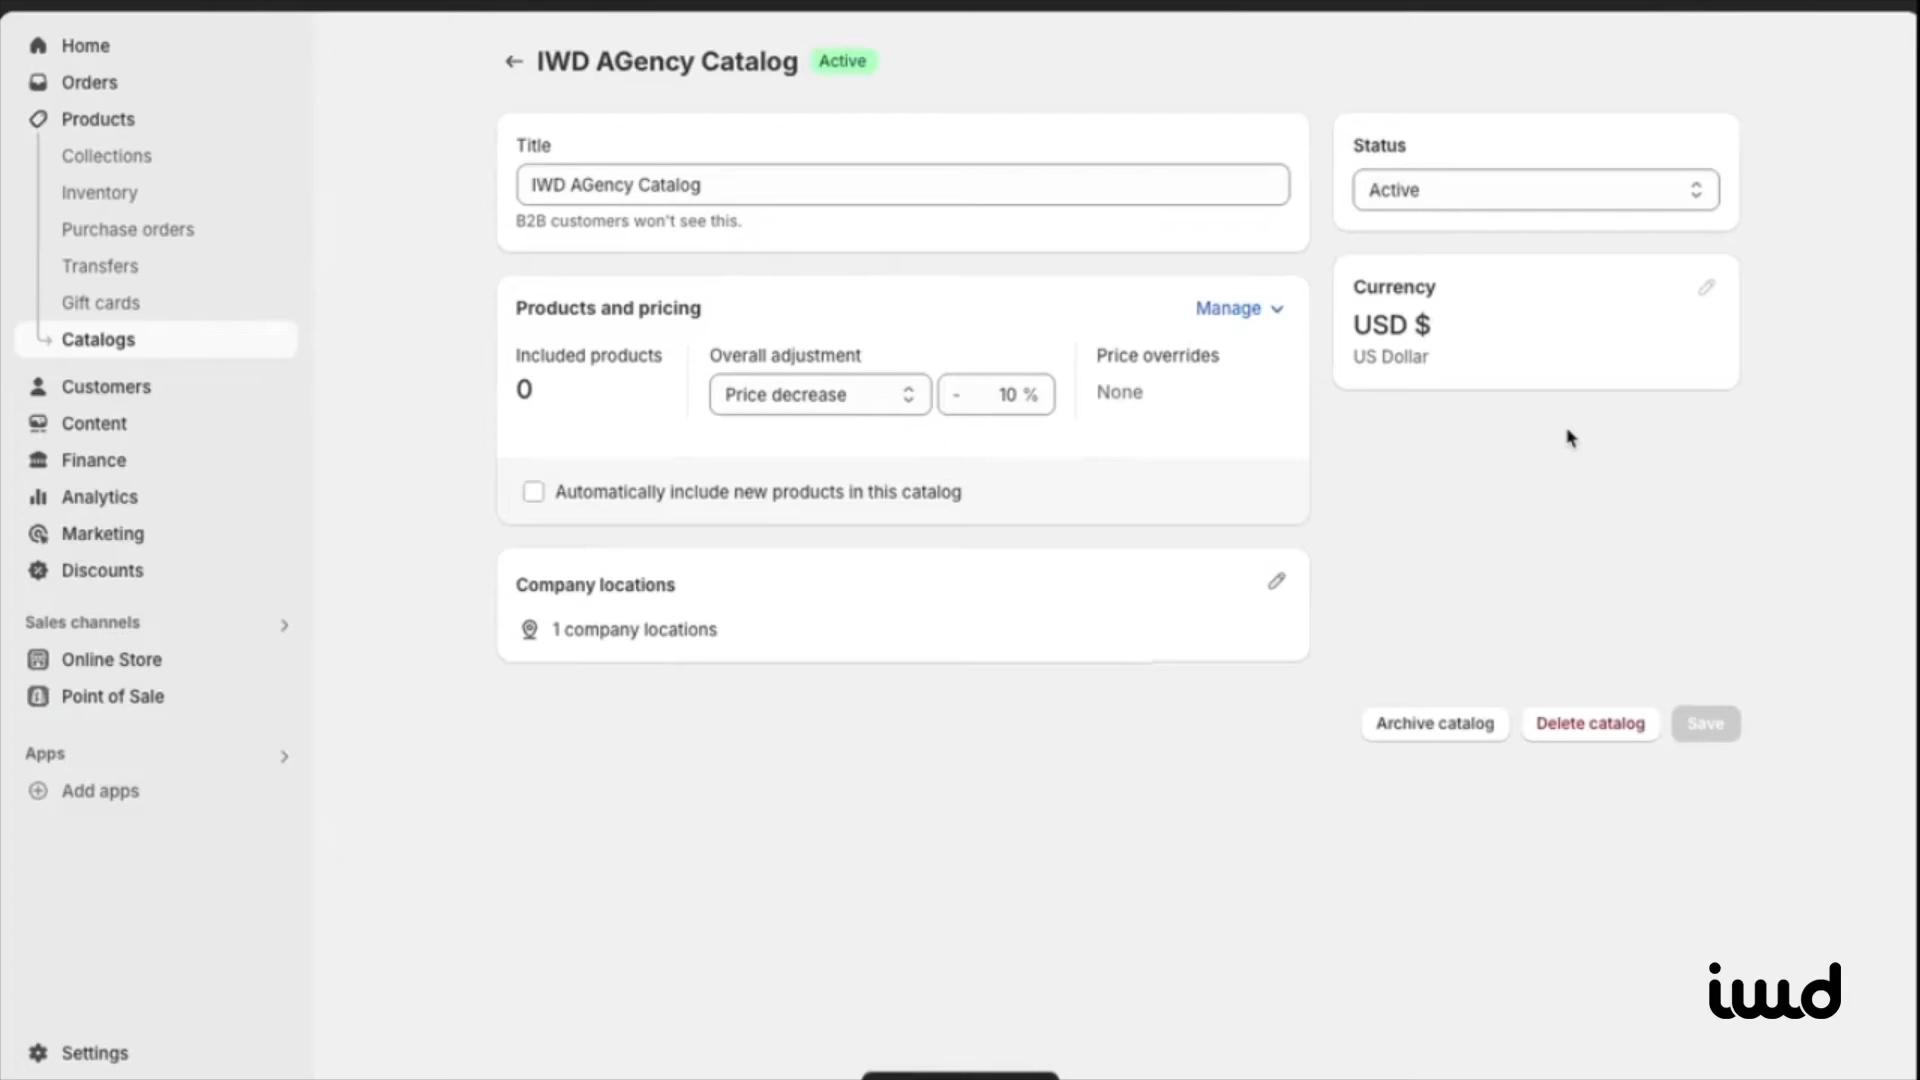 Home
Orders
Products
Collections
Inventory
Purchase orders
Transfers
Gift cards
Catalogs
Customers
Content
Finance
Analytics
Marketing
Discounts
Sales channels
Online Store
Point of Sale
Apps
Add apps
Settings
IWD AGency Catalog Active
Title
IWD AGency Catalog
B2B customers won't see this.
Products and pricing Manage
Included products Overall adjustment Price overrides
0 Price decrease - 10 % None
Automatically include new products in this catalog
Company locations
1 company locations
Status
Active
Currency
USD $
US Dollar
Archive catalog Delete catalog Save
iwd